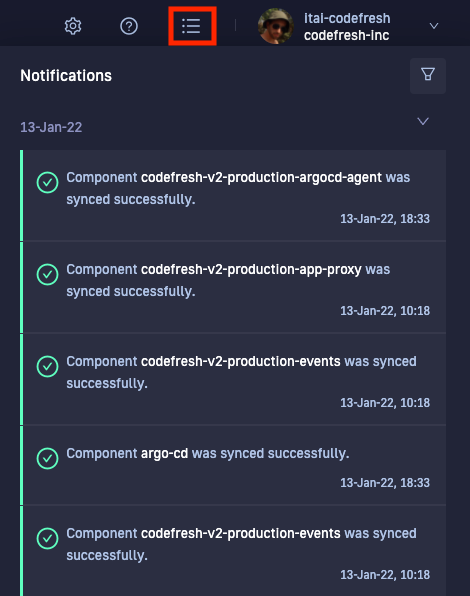 itai-codefresh
codefresh-inc
Notifications
13-Jan-22
Component codefresh-v2-production-argocd-agent was
synced successfully.
13-Jan-22, 18:33
Component codefresh-v2-production-app-proxy was
synced successfully.
13-Jan-22, 10:18
Component codefresh-v2-production-events was synced
successfully.
13-Jan-22, 10:18
Component argo-cd was synced successfully.
13-Jan-22, 18:33
Component codefresh-v2-production-events was synced
successfully.
13-Jan-22, 10:18